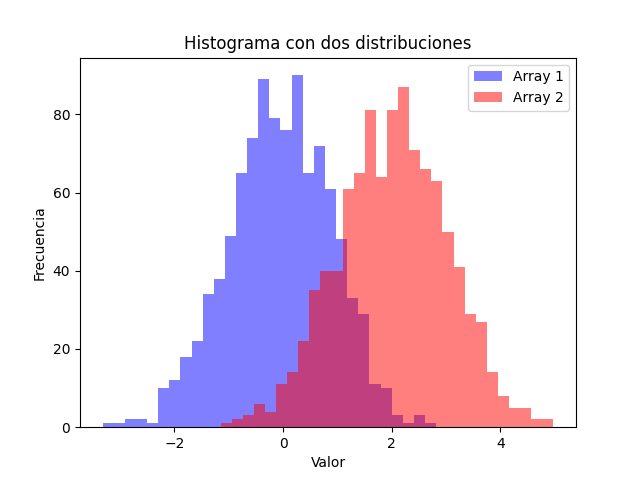 Histograma con dos distribuciones
Array 1
Array 2
Frecuencia
80
60
40
20
0
−2
0
2
4
Valor